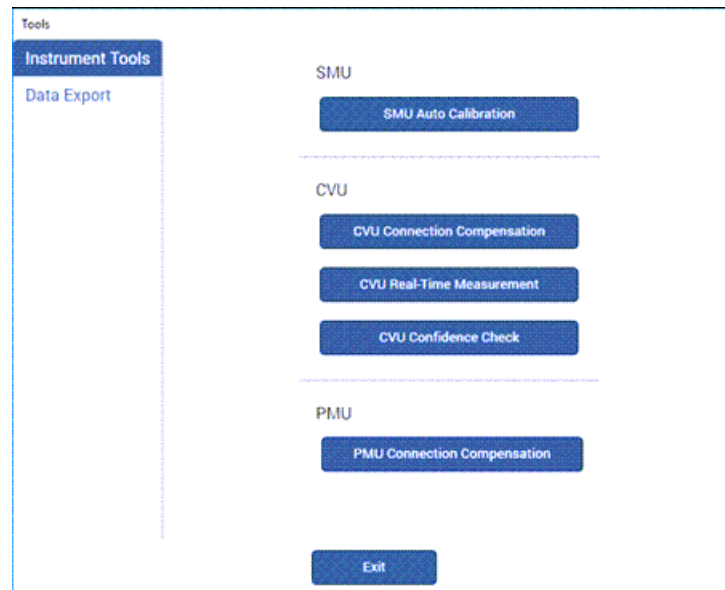 Tools
Instrument Tools
Data Export
SMU
SMU Auto Calibration
CVU
CVU Connection Compensation
CVU Real-Time Measurement
CVU Confidence Check
PMU
PMU Connection Compensation
Exit